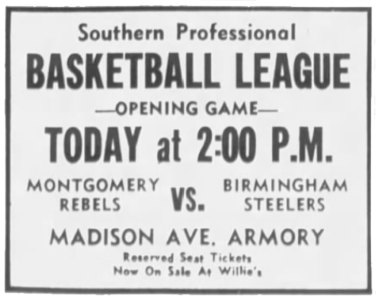 Southern Professional
BASKETBALL LEAGUE
—OPENING GAME—
TODAY at 2:00 P.M.
MONTGOMERY REBELS VS. BIRMINGHAM STEELERS
MADISON AVE. ARMORY
Reserved Seat Tickets
Now On Sale At Willie's